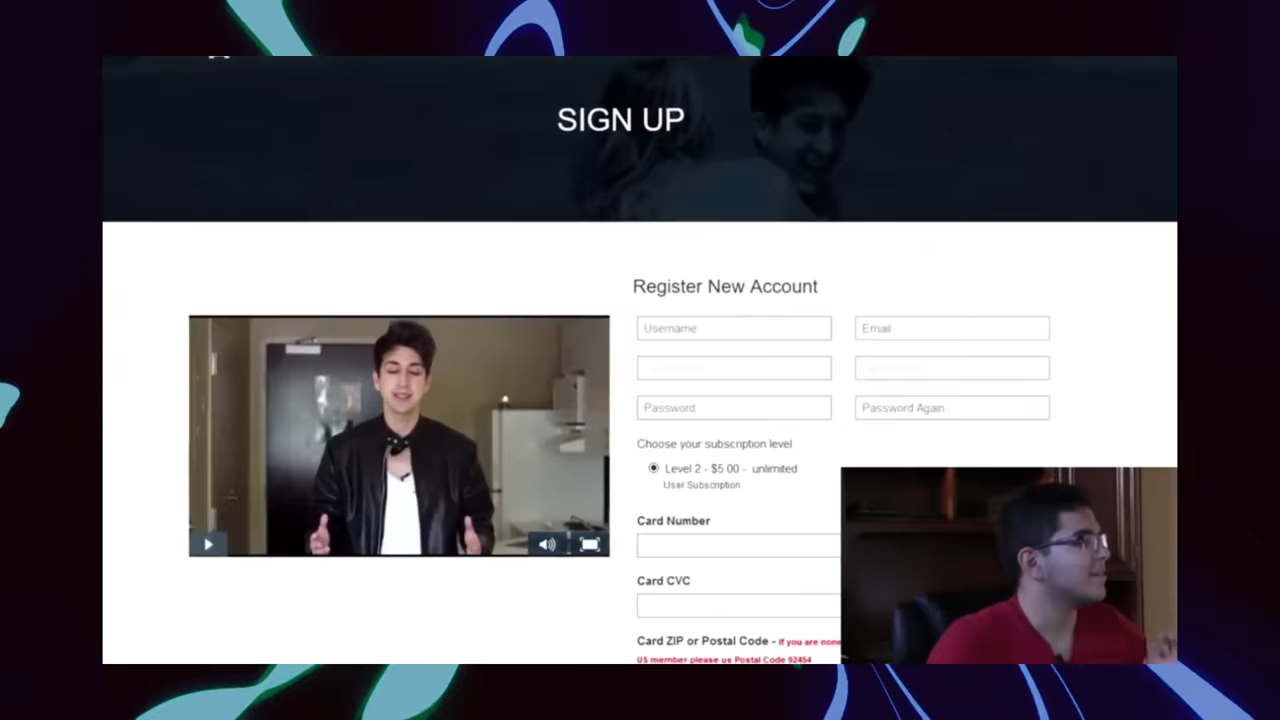 SIGN UP
Register New Account
Username
Email
Password
Password Again
Choose your subscription level
Level 2 - $5.00 - unlimited
User Subscription
Card Number
Card CVC
Card ZIP or Postal Code - If you are none
US member please us Postal Code 92454